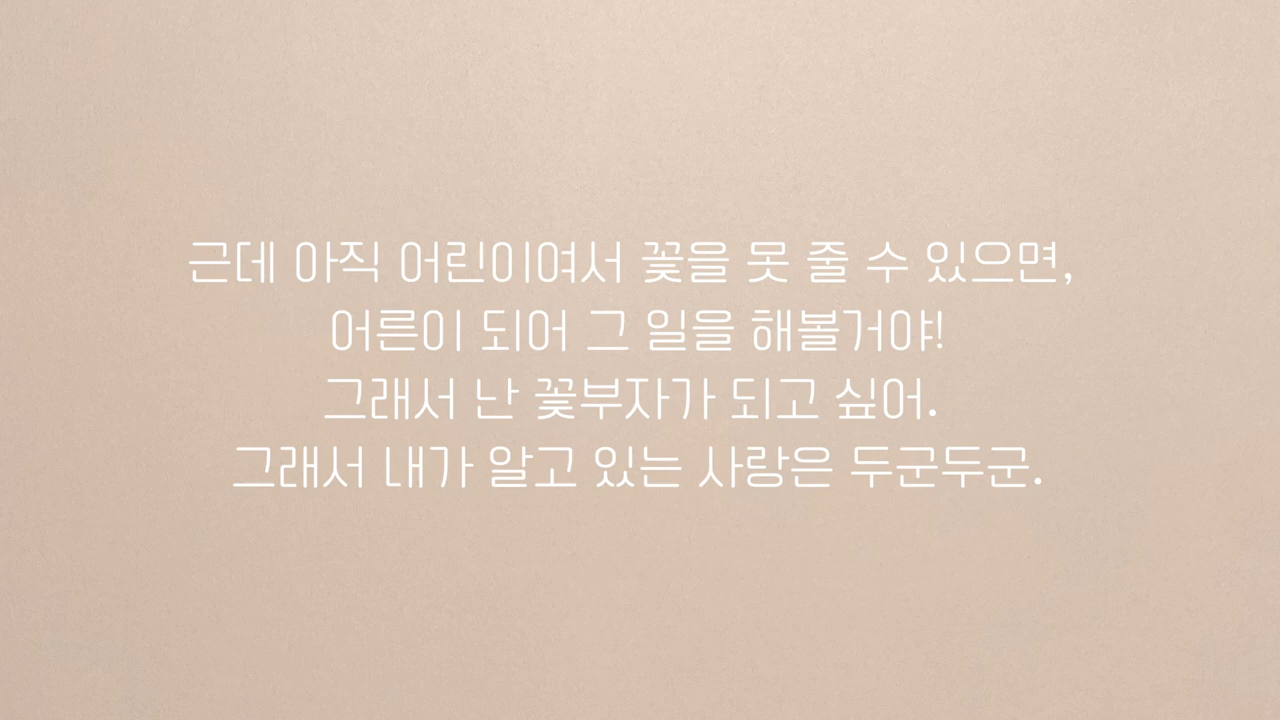 근데 아직 어린이여서 꽃을 못 줄 수 있으면,
어른이 되어 그 일을 해볼거야!
그래서 난 꽃부자가 되고 싶어.
그래서 내가 알고 있는 사랑은 두군두군.